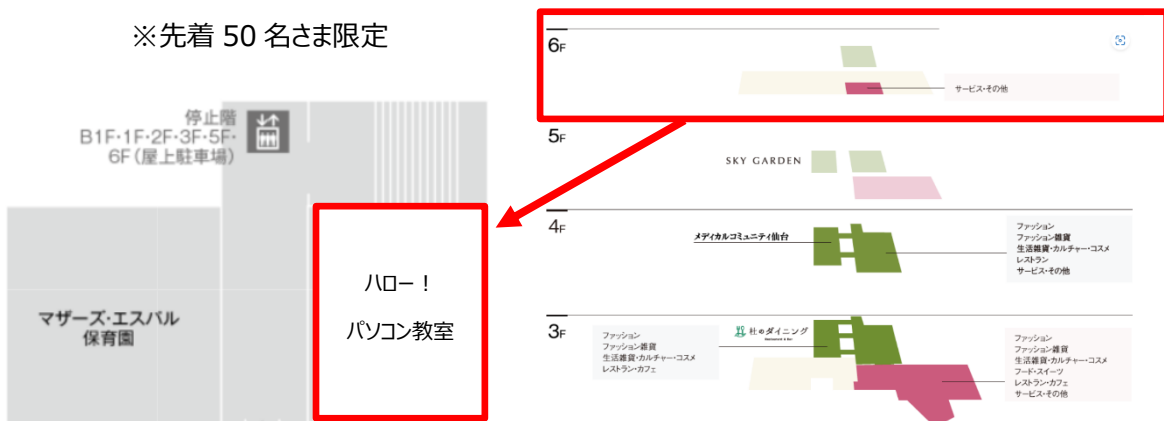 ※先着 50 名さま限定
停止階
B1F･1F･2F･3F･5F･
6F（屋上駐車場）
マザーズ･エスパル
保育園
ハロー！
パソコン教室
6F
サービス･その他
5F
SKY GARDEN
4F
メディカルコミュニティ仙台
ファッション
ファッション雑貨
生活雑貨･カルチャー･コスメ
レストラン
サービス･その他
3F
ファッション
ファッション雑貨
生活雑貨･カルチャー･コスメ
レストラン･カフェ
杜のダイニング
Restaurant & Bar
ファッション
ファッション雑貨
生活雑貨･カルチャー･コスメ
フード･スイーツ
レストラン･カフェ
サービス･その他